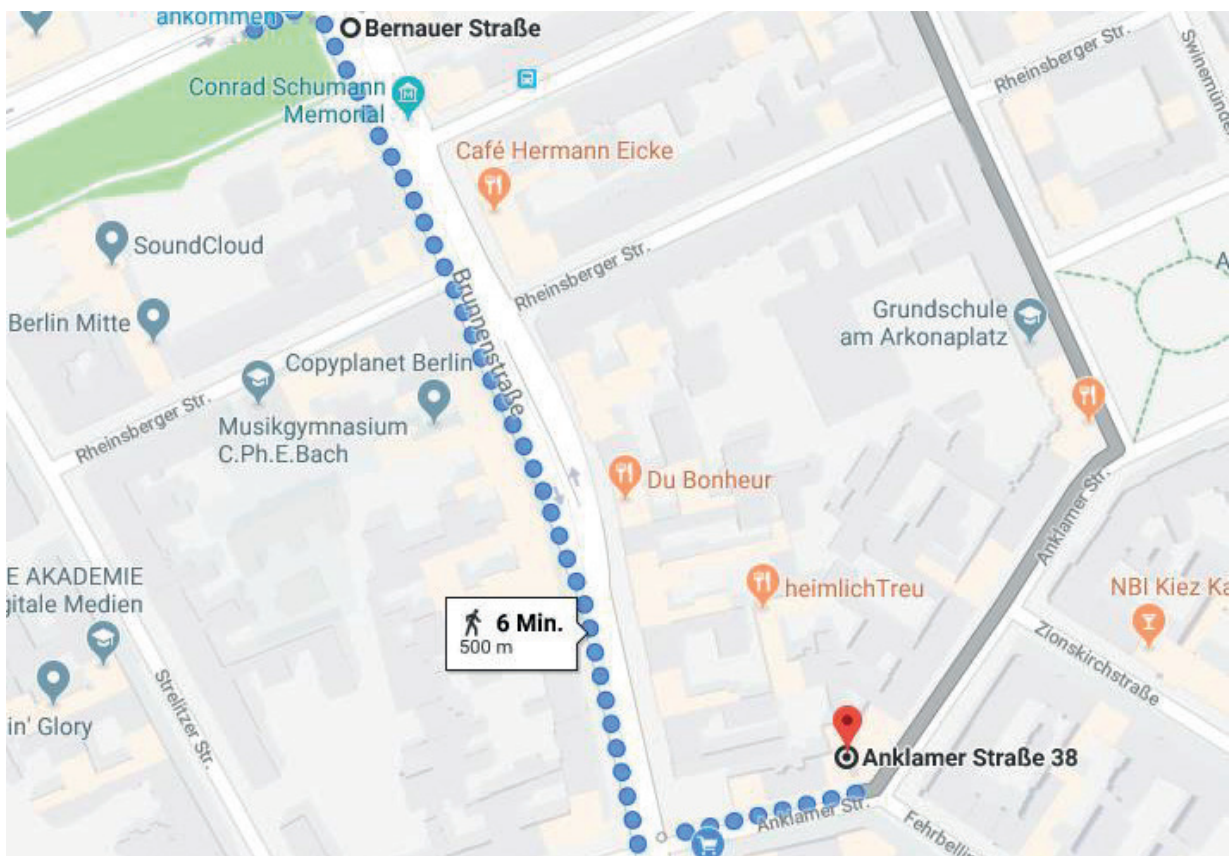 ankommen
Bernauer Straße
Conrad Schumann
Memorial
Café Hermann Eicke
Rheinsberger Str.
SoundCloud
Rheinsberger Str.
Brunnenstraße
Berlin Mitte
Grundschule
am Arkonaplatz
Copyplanet Berlin
Rheinsberger Str.
Musikgymnasium
C.Ph.E.Bach
Du Bonheur
Anklamer Str.
E AKADEMIE
gitale Medien
heimlichTreu
NBI Kiez Ka
6 Min.
500 m
Zionskirchstraße
Strelitzer Str.
in' Glory
Anklamer Straße 38
Anklamer Str.
Fehrbellin
Swinemünde
A